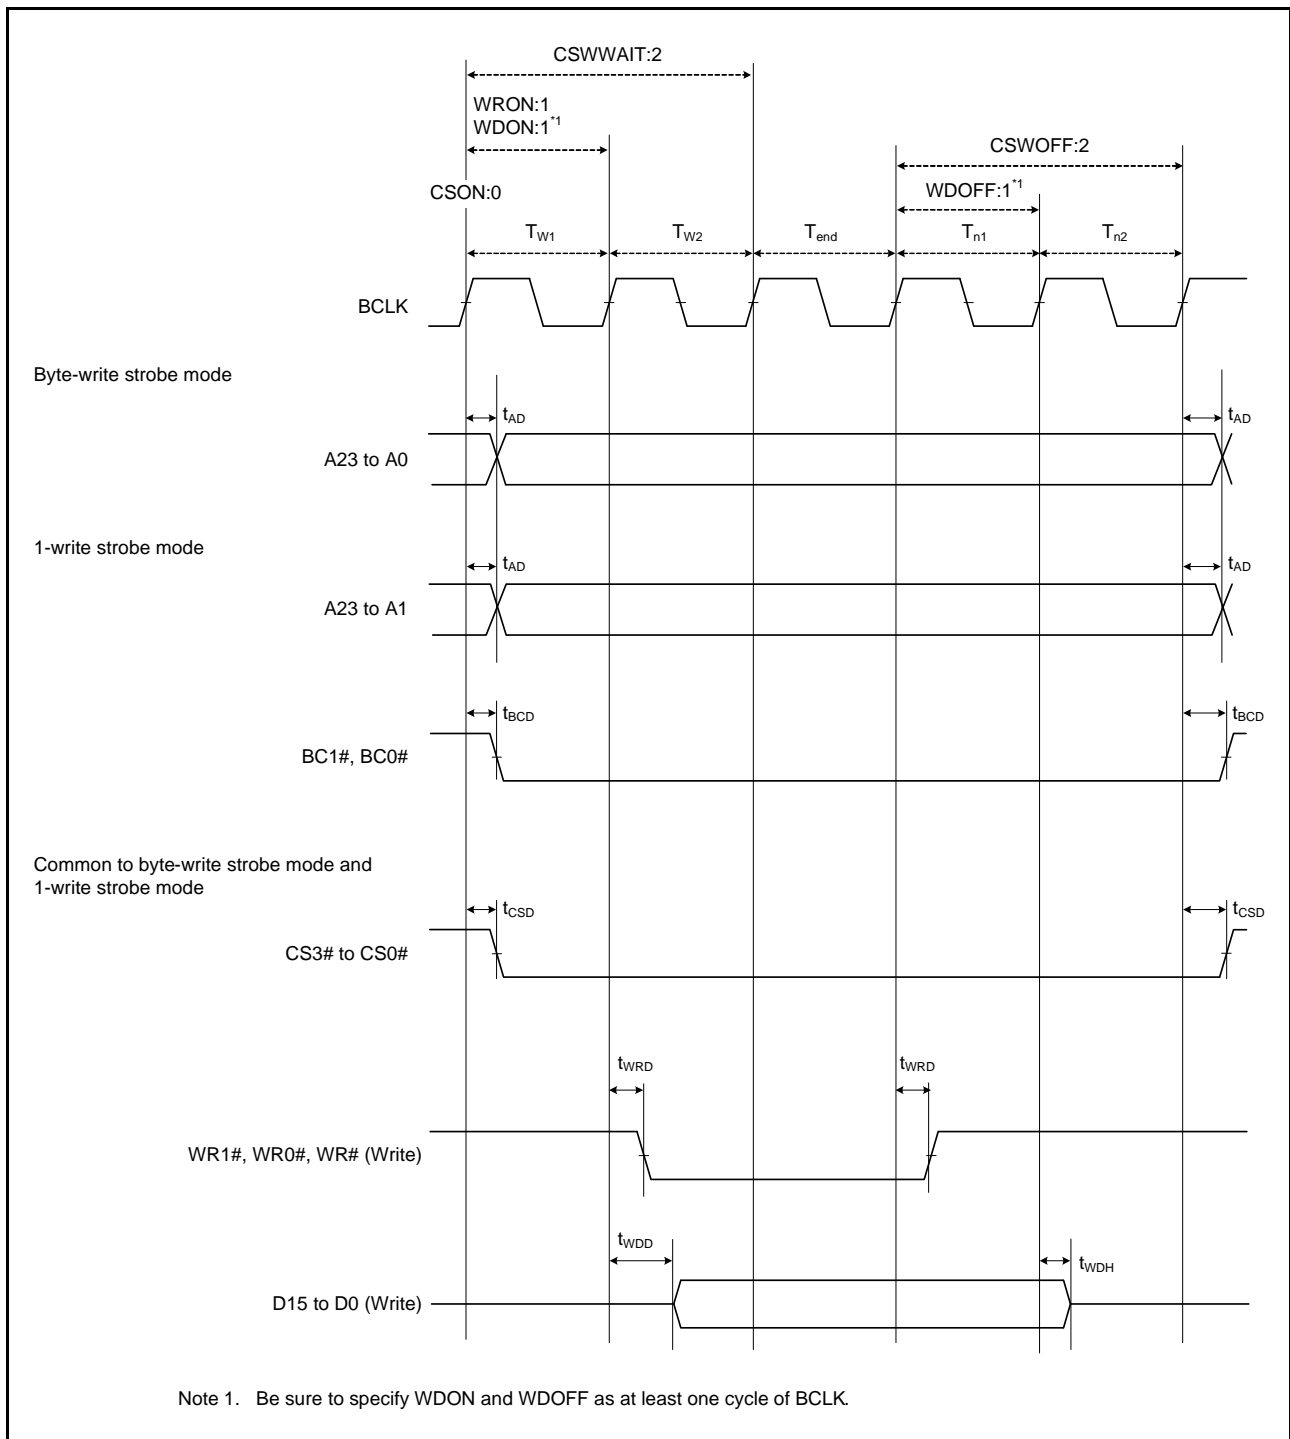 CSWWAIT:2
WRON:1
WDON:1*1
CSWOFF:2
WDOFF:1*1
CSON:0
TW1
TW2
Tend
Tn1
Tn2
BCLK
Byte-write strobe mode
tAD
tAD
A23 to A0
1-write strobe mode
tAD
tAD
A23 to A1
tBCD
tBCD
BC1#, BC0#
Common to byte-write strobe mode and
1-write strobe mode
tCSD
tCSD
CS3# to CS0#
tWRD
tWRD
WR1#, WR0#, WR# (Write)
tWDD
tWDH
D15 to D0 (Write)
Note 1. Be sure to specify WDON and WDOFF as at least one cycle of BCLK.